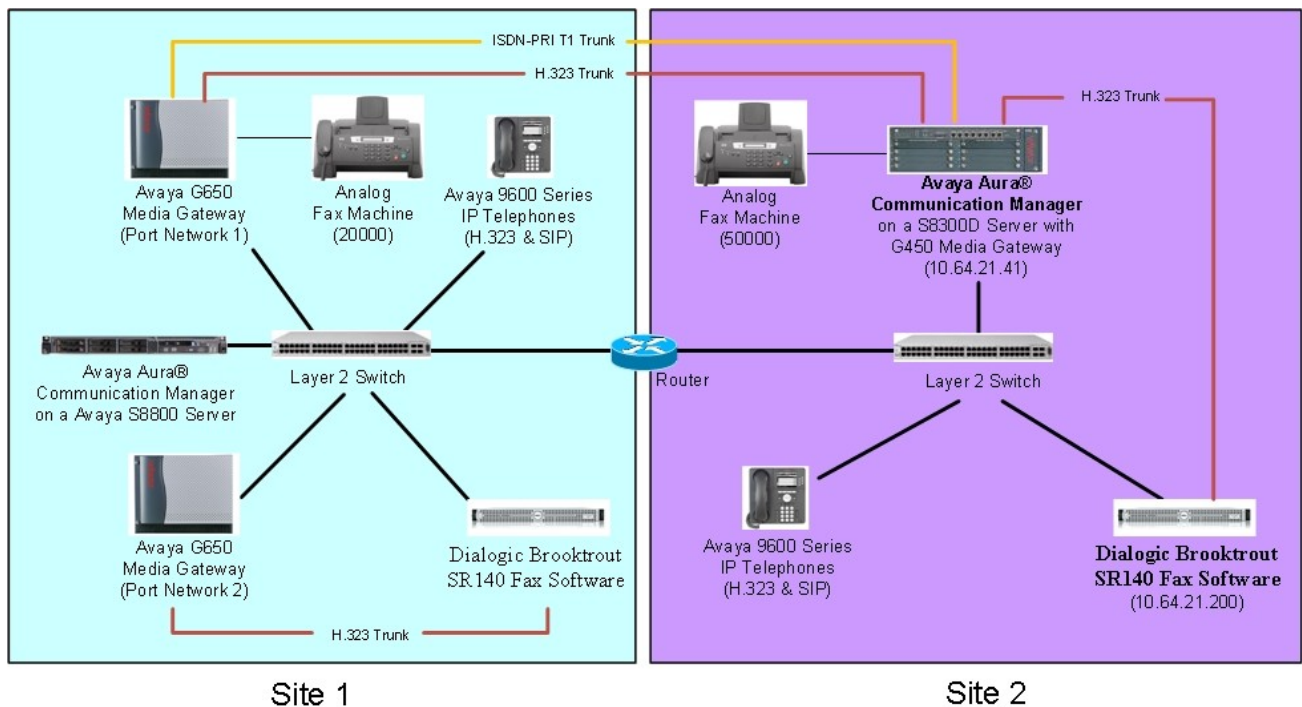 ISDN-PRI T1 Trunk
H.323 Trunk
H.323 Trunk
Avaya G650
Media Gateway
(Port Network 1)
Analog
Fax Machine
(20000)
Avaya 9600 Series
IP Telephones
(H.323 & SIP)
Analog
Fax Machine
(50000)
Avaya Aura®
Communication Manager
on a S8300D Server with
G450 Media Gateway
(10.64.21.41)
Avaya Aura®
Communication Manager
on a Avaya S8800 Server
Layer 2 Switch
Router
Layer 2 Switch
Avaya G650
Media Gateway
(Port Network 2)
Dialogic Brooktrout
SR140 Fax Software
H.323 Trunk
Avaya 9600 Series
IP Telephones
(H.323 & SIP)
Dialogic Brooktrout
SR140 Fax Software
(10.64.21.200)
Site 1
Site 2